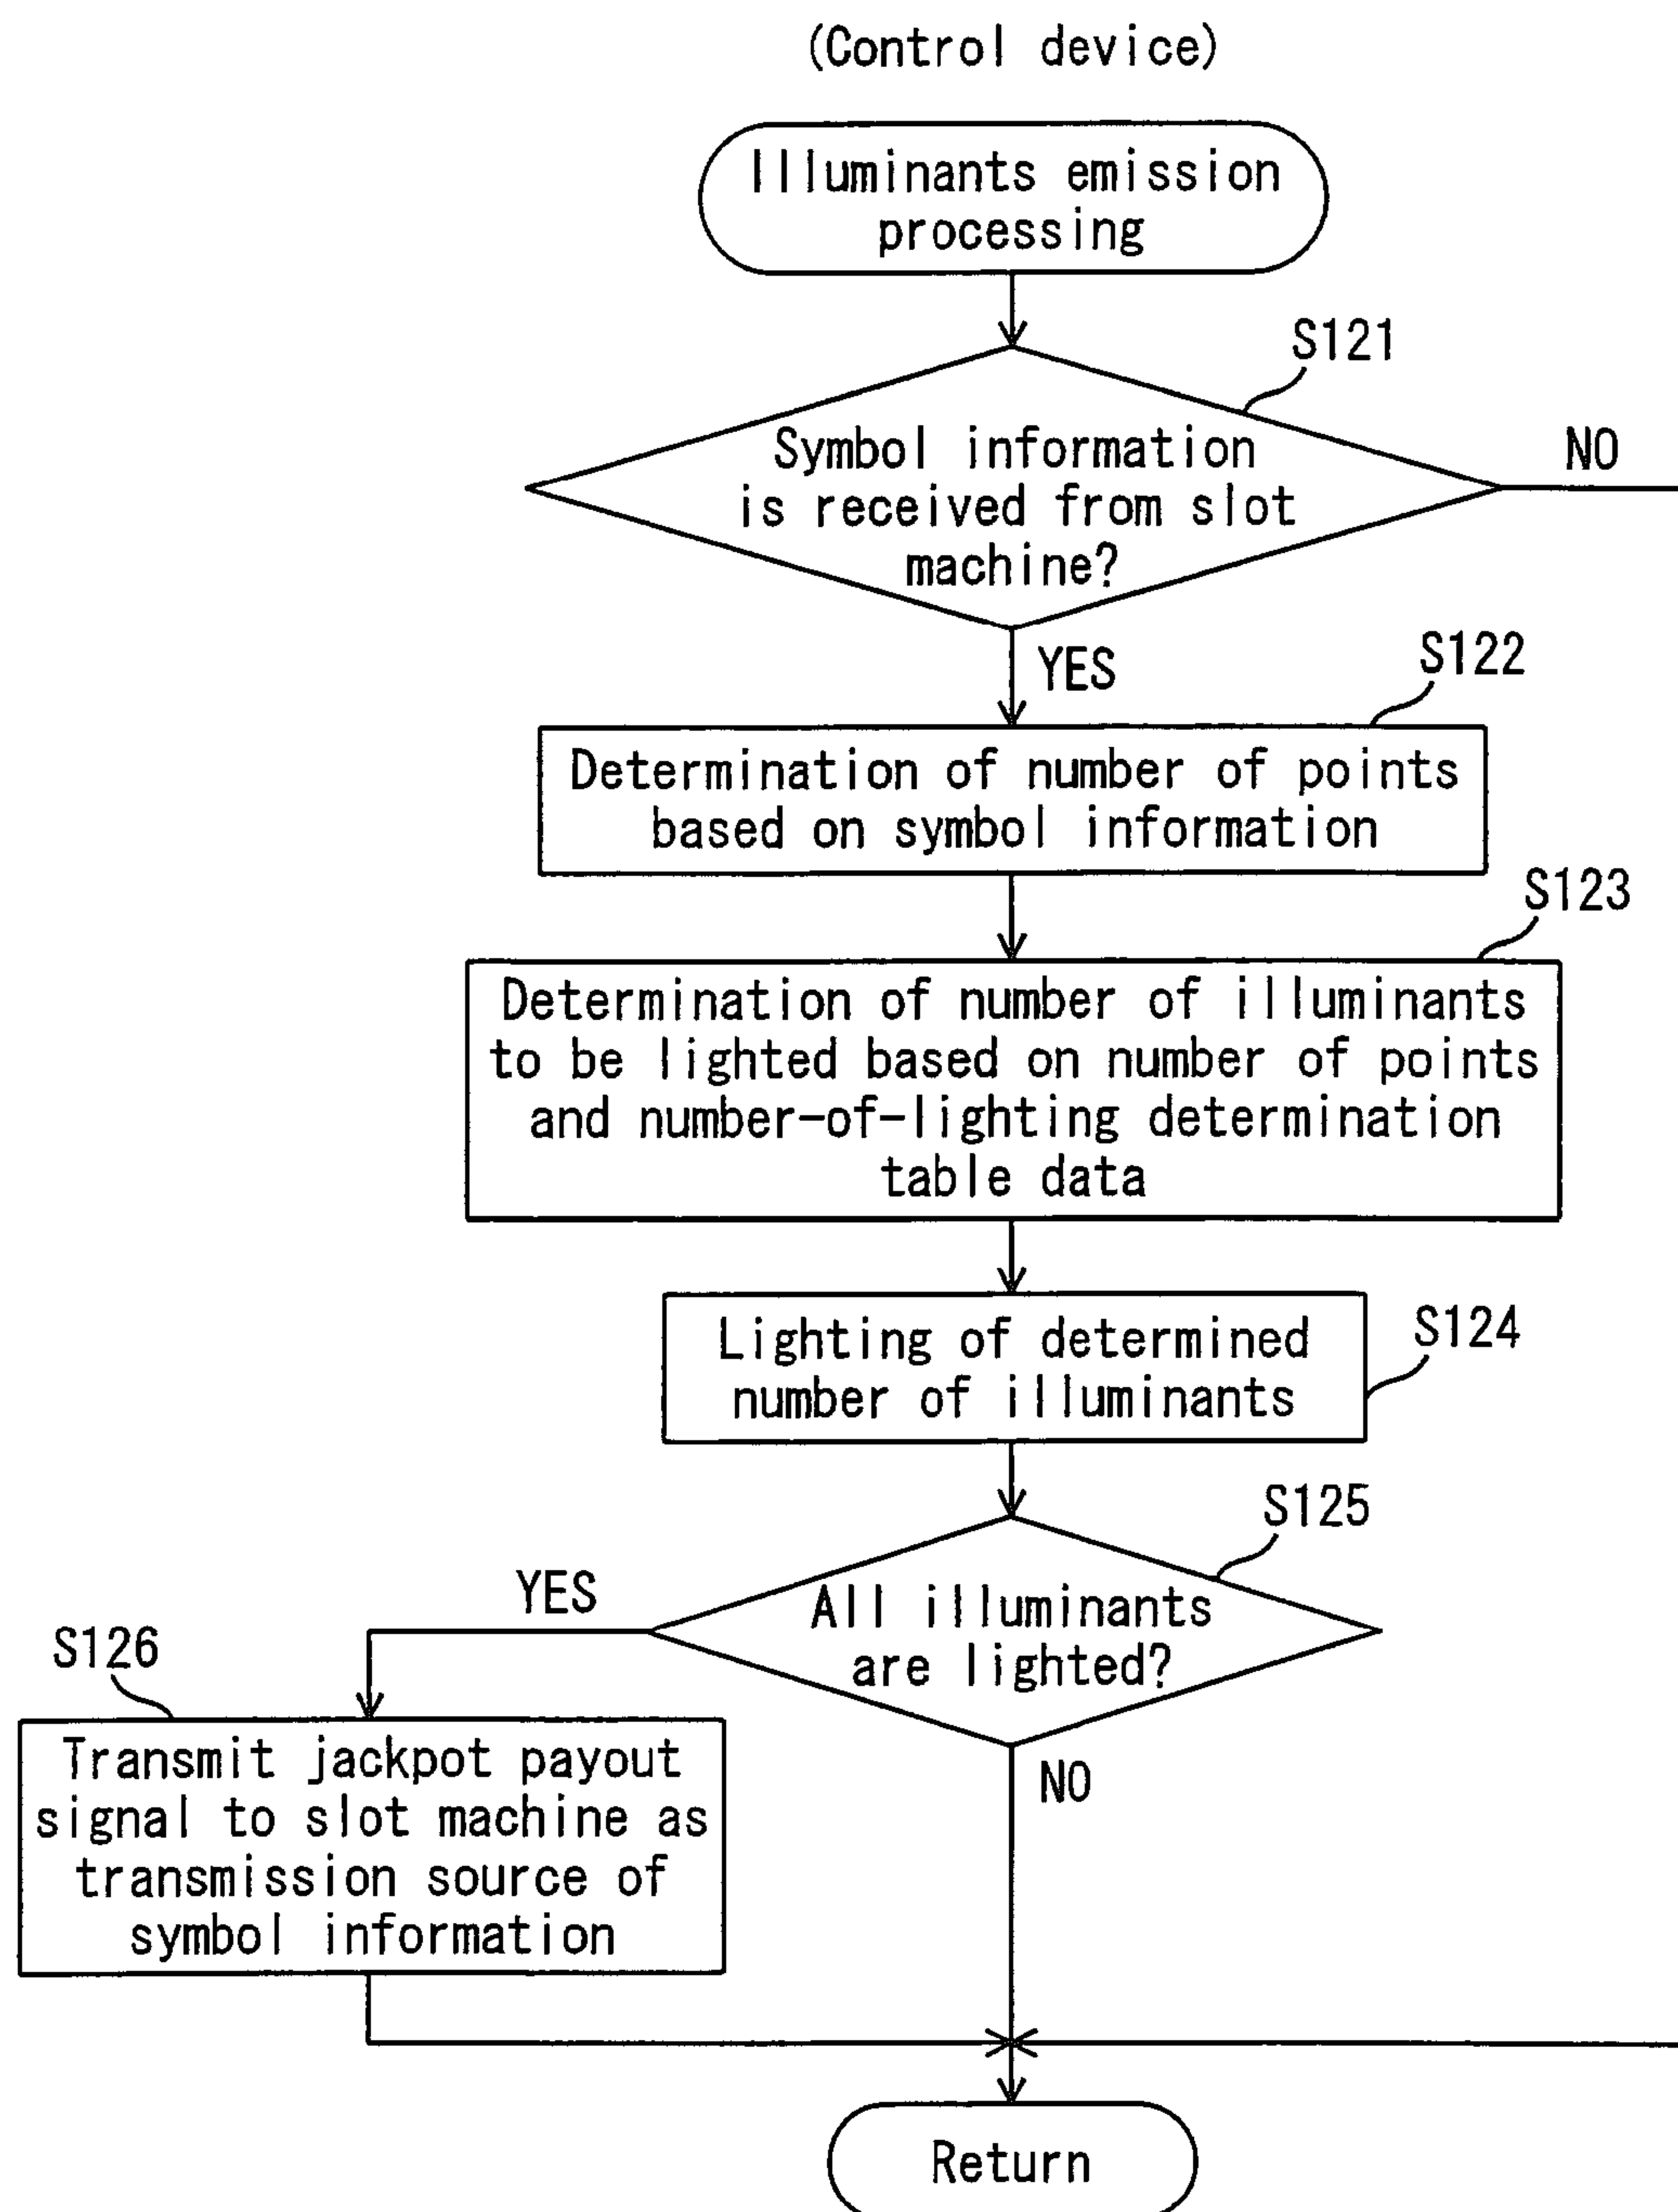 (Control device)
Illuminants emission
processing
S121
Symbol information
is received from slot
machine?
NO
YES
S122
Determination of number of points
based on symbol information
S123
Determination of number of illuminants
to be lighted based on number of points
and number-of-lighting determination
table data
S124
Lighting of determined
number of illuminants
S125
All illuminants
are lighted?
YES
NO
S126
Transmit jackpot payout
signal to slot machine as
transmission source of
symbol information
Return